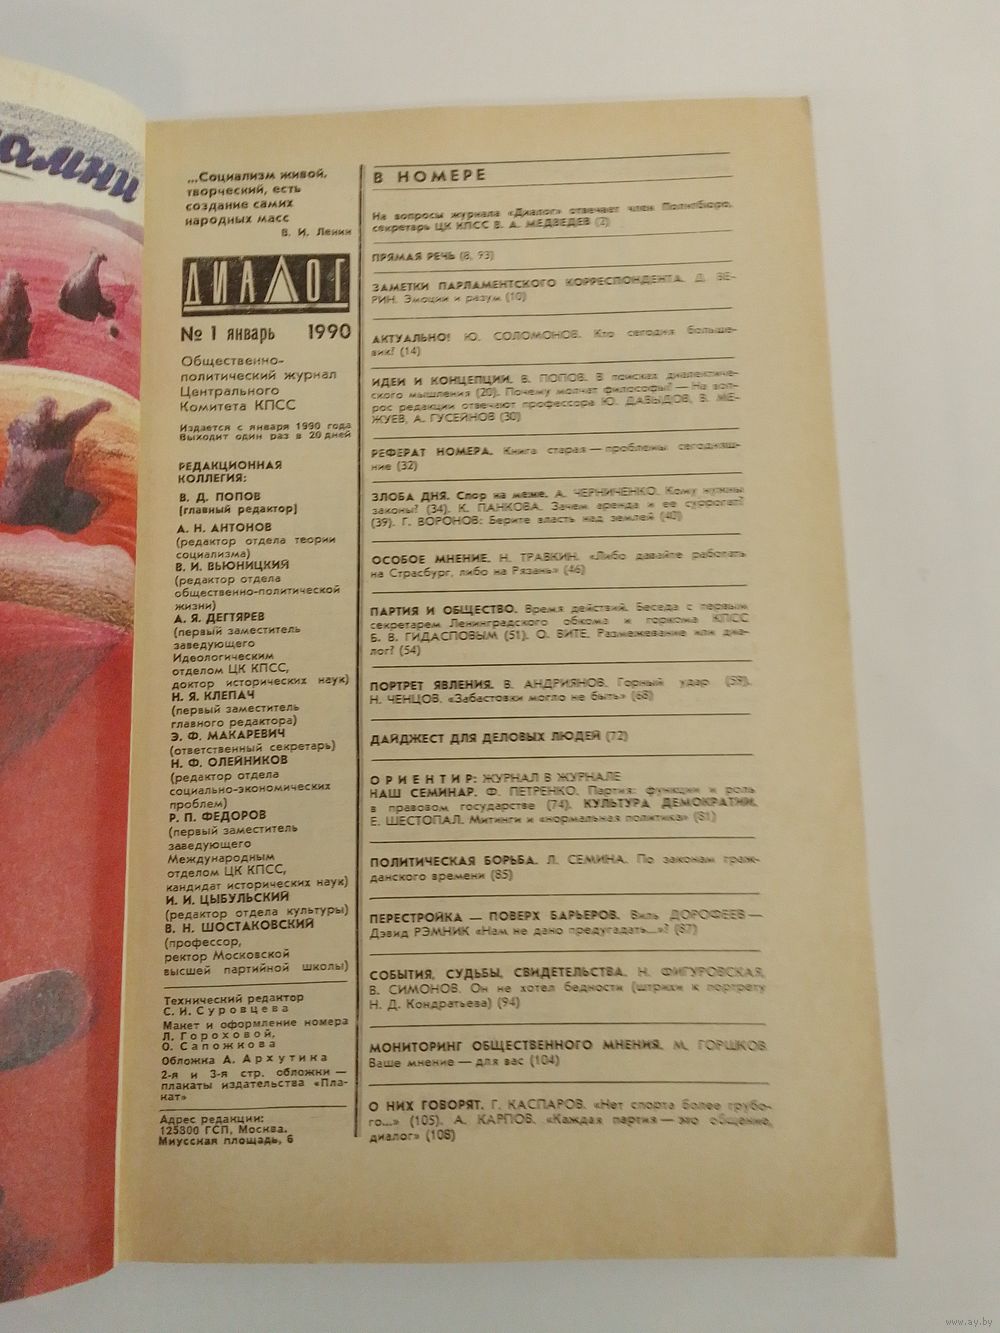 амни
...Социализм живой,
творческий, есть
создание самих
народных масс
В. И. Ленин
ДИАЛОГ
№ 1 январь 1990
Общественно-
политический журнал
Центрального
Комитета КПСС
Издается с января 1990 года
Выходит один раз в 20 дней
РЕДАКЦИОННАЯ
КОЛЛЕГИЯ:
В. Д. ПОПОВ
(главный редактор)
А. Н. АНТОНОВ
(редактор отдела теории
социализма)
В. И. ВЬЮНИЦКИЙ
(редактор отдела
общественно-политической
жизни)
А. Я. ДЕГТЯРЕВ
(первый заместитель
заведующего
Идеологическим
отделом ЦК КПСС,
доктор исторических наук)
Н. Я. КЛЕПАЧ
(первый заместитель
главного редактора)
Э. Ф. МАКАРЕВИЧ
(ответственный секретарь)
Н. Ф. ОЛЕЙНИКОВ
(редактор отдела
социально-экономических
проблем)
Р. П. ФЕДОРОВ
(первый заместитель
заведующего
Международным
отделом ЦК КПСС,
кандидат исторических наук)
И. И. ЦЫБУЛЬСКИЙ
(редактор отдела культуры)
В. Н. ШОСТАКОВСКИЙ
(профессор,
ректор Московской
высшей партийной школы)
Технический редактор
С. И. Суровцева
Макет и оформление номера
Л. Гороховой,
О. Сапожкова
Обложка А. Архутика
2-я и 3-я стр. обложки —
плакаты издательства «Пла-
кат»
Адрес редакции:
125300 ГСП, Москва.
Миусская площадь, 6
В НОМЕРЕ
На вопросы журнала «Диалог» отвечает член Политбюро,
секретарь ЦК КПСС В. А. МЕДВЕДЕВ (2)
ПРЯМАЯ РЕЧЬ (8, 93)
ЗАМЕТКИ ПАРЛАМЕНТСКОГО КОРРЕСПОНДЕНТА. Д. ВЕ-
РИН. Эмоции и разум (10)
АКТУАЛЬНО! Ю. СОЛОМОНОВ. Кто сегодня больше-
вик? (14)
ИДЕИ И КОНЦЕПЦИИ. В. ПОПОВ. В поисках диалектиче-
ского мышления (20). Почему молчат философы? — На воп-
рос редакции отвечают профессора Ю. ДАВЫДОВ, В. МЕ-
ЖУЕВ, А. ГУСЕЙНОВ (30)
РЕФЕРАТ НОМЕРА. Книга старая — проблемы сегодняш-
ние (32)
ЗЛОБА ДНЯ. Спор на меже. А. ЧЕРНИЧЕНКО. Кому нужны
законы? (34). К. ПАНКОВА. Зачем аренде и ее суррогат?
(39). Г. ВОРОНОВ: Берите власть над землей (40)
ОСОБОЕ МНЕНИЕ. Н. ТРАВКИН. «Либо давайте работать
на Страсбург, либо на Рязань» (46)
ПАРТИЯ И ОБЩЕСТВО. Время действий. Беседа с первым
секретарем Ленинградского обкома и горкома КПСС
Б. В. ГИДАСПОВЫМ (51). О. ВИТЕ. Размежевание или диа-
лог? (54)
ПОРТРЕТ ЯВЛЕНИЯ. В. АНДРИЯНОВ. Горный удар (59).
Н. ЧЕНЦОВ. «Забастовки могло не быть» (68)
ДАЙДЖЕСТ ДЛЯ ДЕЛОВЫХ ЛЮДЕЙ (72)
ОРИЕНТИР: ЖУРНАЛ В ЖУРНАЛЕ
НАШ СЕМИНАР. Ф. ПЕТРЕНКО. Партия: функции и роль
в правовом государстве (74). КУЛЬТУРА ДЕМОКРАТИИ.
Е. ШЕСТОПАЛ. Митинги и «нормальная политика» (81)
ПОЛИТИЧЕСКАЯ БОРЬБА. Л. СЕМИНА. По законам граж-
данского времени (85)
ПЕРЕСТРОЙКА — ПОВЕРХ БАРЬЕРОВ. Виль ДОРОФЕЕВ —
Дэвид РЭМНИК «Нам не дано предугадать...»? (87)
СОБЫТИЯ, СУДЬБЫ, СВИДЕТЕЛЬСТВА. Н. ФИГУРОВСКАЯ,
В. СИМОНОВ. Он не хотел бедности (штрихи к портрету
Н. Д. Кондратьева) (94)
МОНИТОРИНГ ОБЩЕСТВЕННОГО МНЕНИЯ. М. ГОРШКОВ.
Ваше мнение — для вас (104)
О НИХ ГОВОРЯТ. Г. КАСПАРОВ. «Нет спорта более грубо-
го...» (105). А. КАРПОВ. «Каждая партия — это общение,
диалог» (108)
www.ay.by